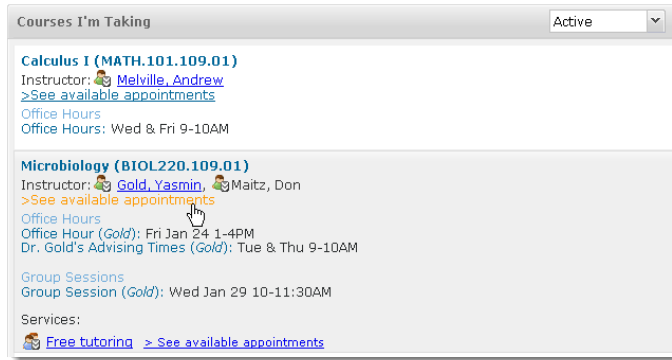 Courses I'm Taking Active
Calculus I (MATH.101.109.01)
Instructor: Melville, Andrew
>See available appointments
Office Hours
Office Hours: Wed & Fri 9-10AM
Microbiology (BIOL220.109.01)
Instructor: Gold, Yasmin, Maitz, Don
>See available appointments
Office Hours
Office Hour (Gold): Fri Jan 24 1-4PM
Dr. Gold's Advising Times (Gold): Tue & Thu 9-10AM
Group Sessions
Group Session (Gold): Wed Jan 29 10-11:30AM
Services:
Free tutoring > See available appointments